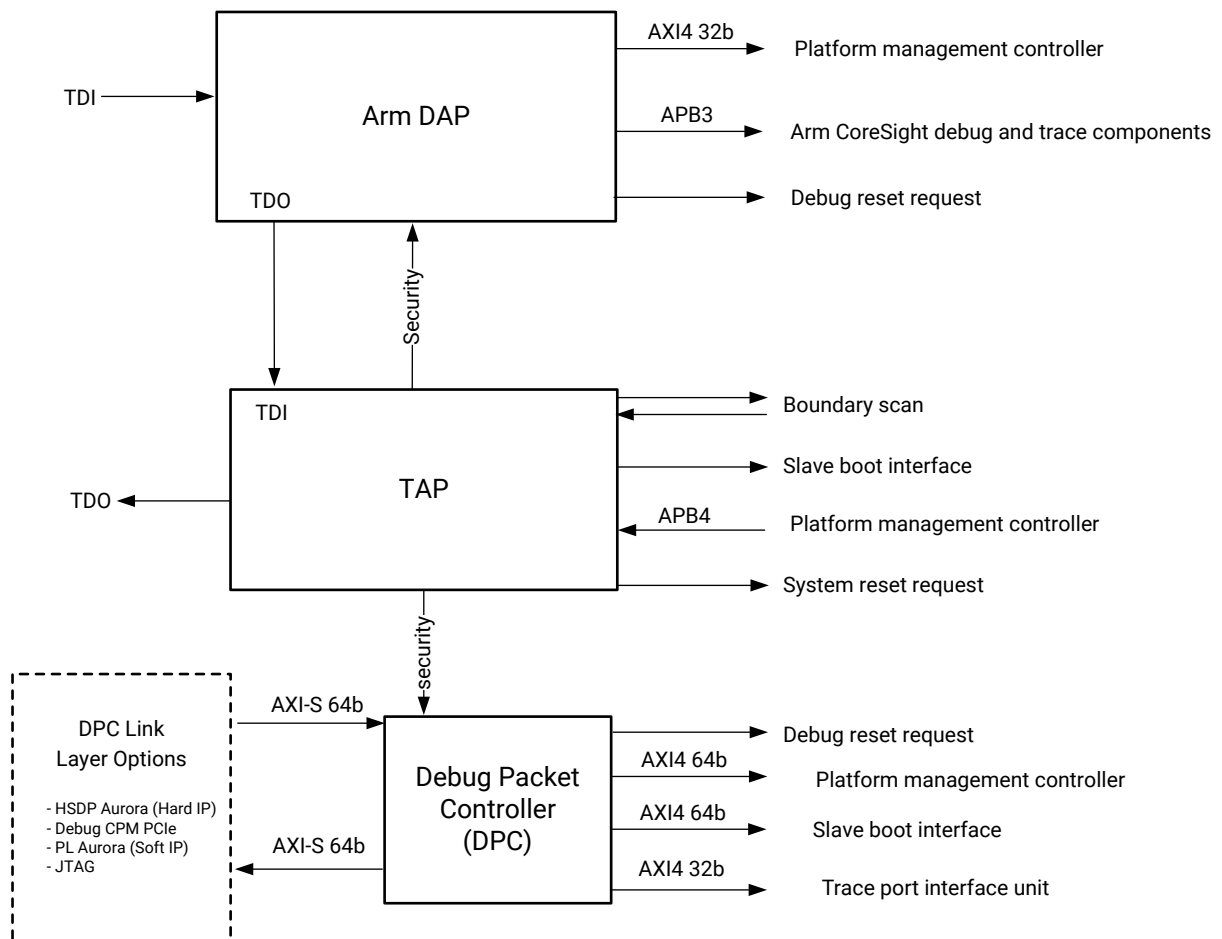 AXI4 32b
Platform management controller
TDI
Arm DAP
APB3
Arm CoreSight debug and trace components
TDO
Debug reset request
Security
TDI
Boundary scan
TAP
Slave boot interface
TDO
APB4
Platform management controller
System reset request
security
DPC Link
Layer Options
- HSDP Aurora (Hard IP)
- Debug CPM PCIe
- PL Aurora (Soft IP)
- JTAG
AXI-S 64b
AXI-S 64b
Debug Packet
Controller
(DPC)
Debug reset request
AXI4 64b
Platform management controller
AXI4 64b
Slave boot interface
AXI4 32b
Trace port interface unit